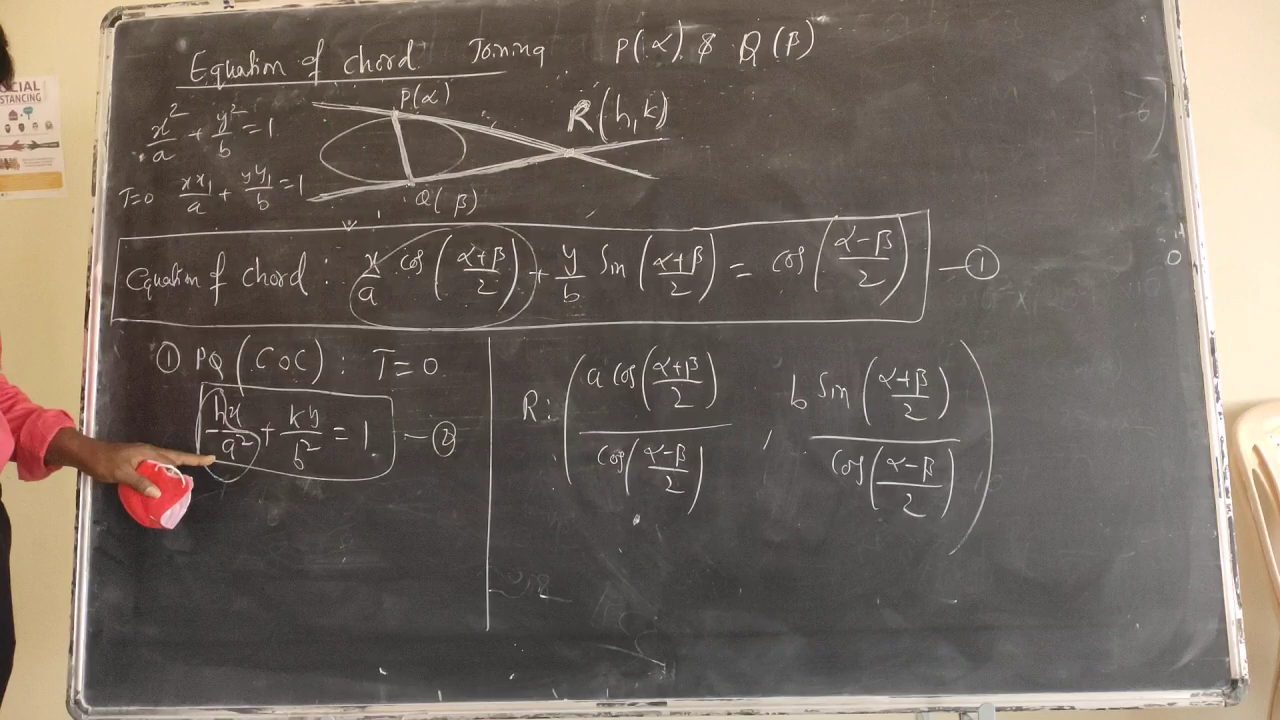 CIAL
STANCING
Equation of chord Joining P(α) & Q(β)
x²/a + y²/b = 1
P(α)
R(h,k)
T=0 xx₁/a + yy₁/b = 1
Q(β)
Equation of chord : x/a cos((α+β)/2) + y/b Sin((α+β)/2) = cos((α-β)/2) — ①
① PQ (COC) : T=0.
hx/a² + ky/b² = 1 — ②
R: (a cos((α+β)/2) / cos((α-β)/2) , b Sin((α+β)/2) / cos((α-β)/2))